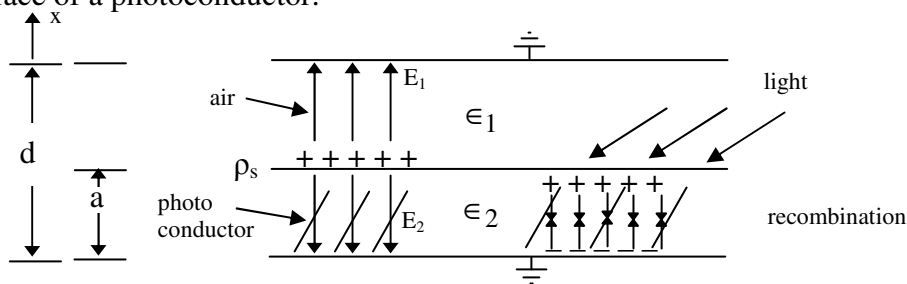 face of a photoconductor.
x
E₁
air
∈₁
light
d
+ + + + +
ρₛ
a
+ + + + +
photo
conductor
E₂
∈₂
recombination
_ _ _ _ _